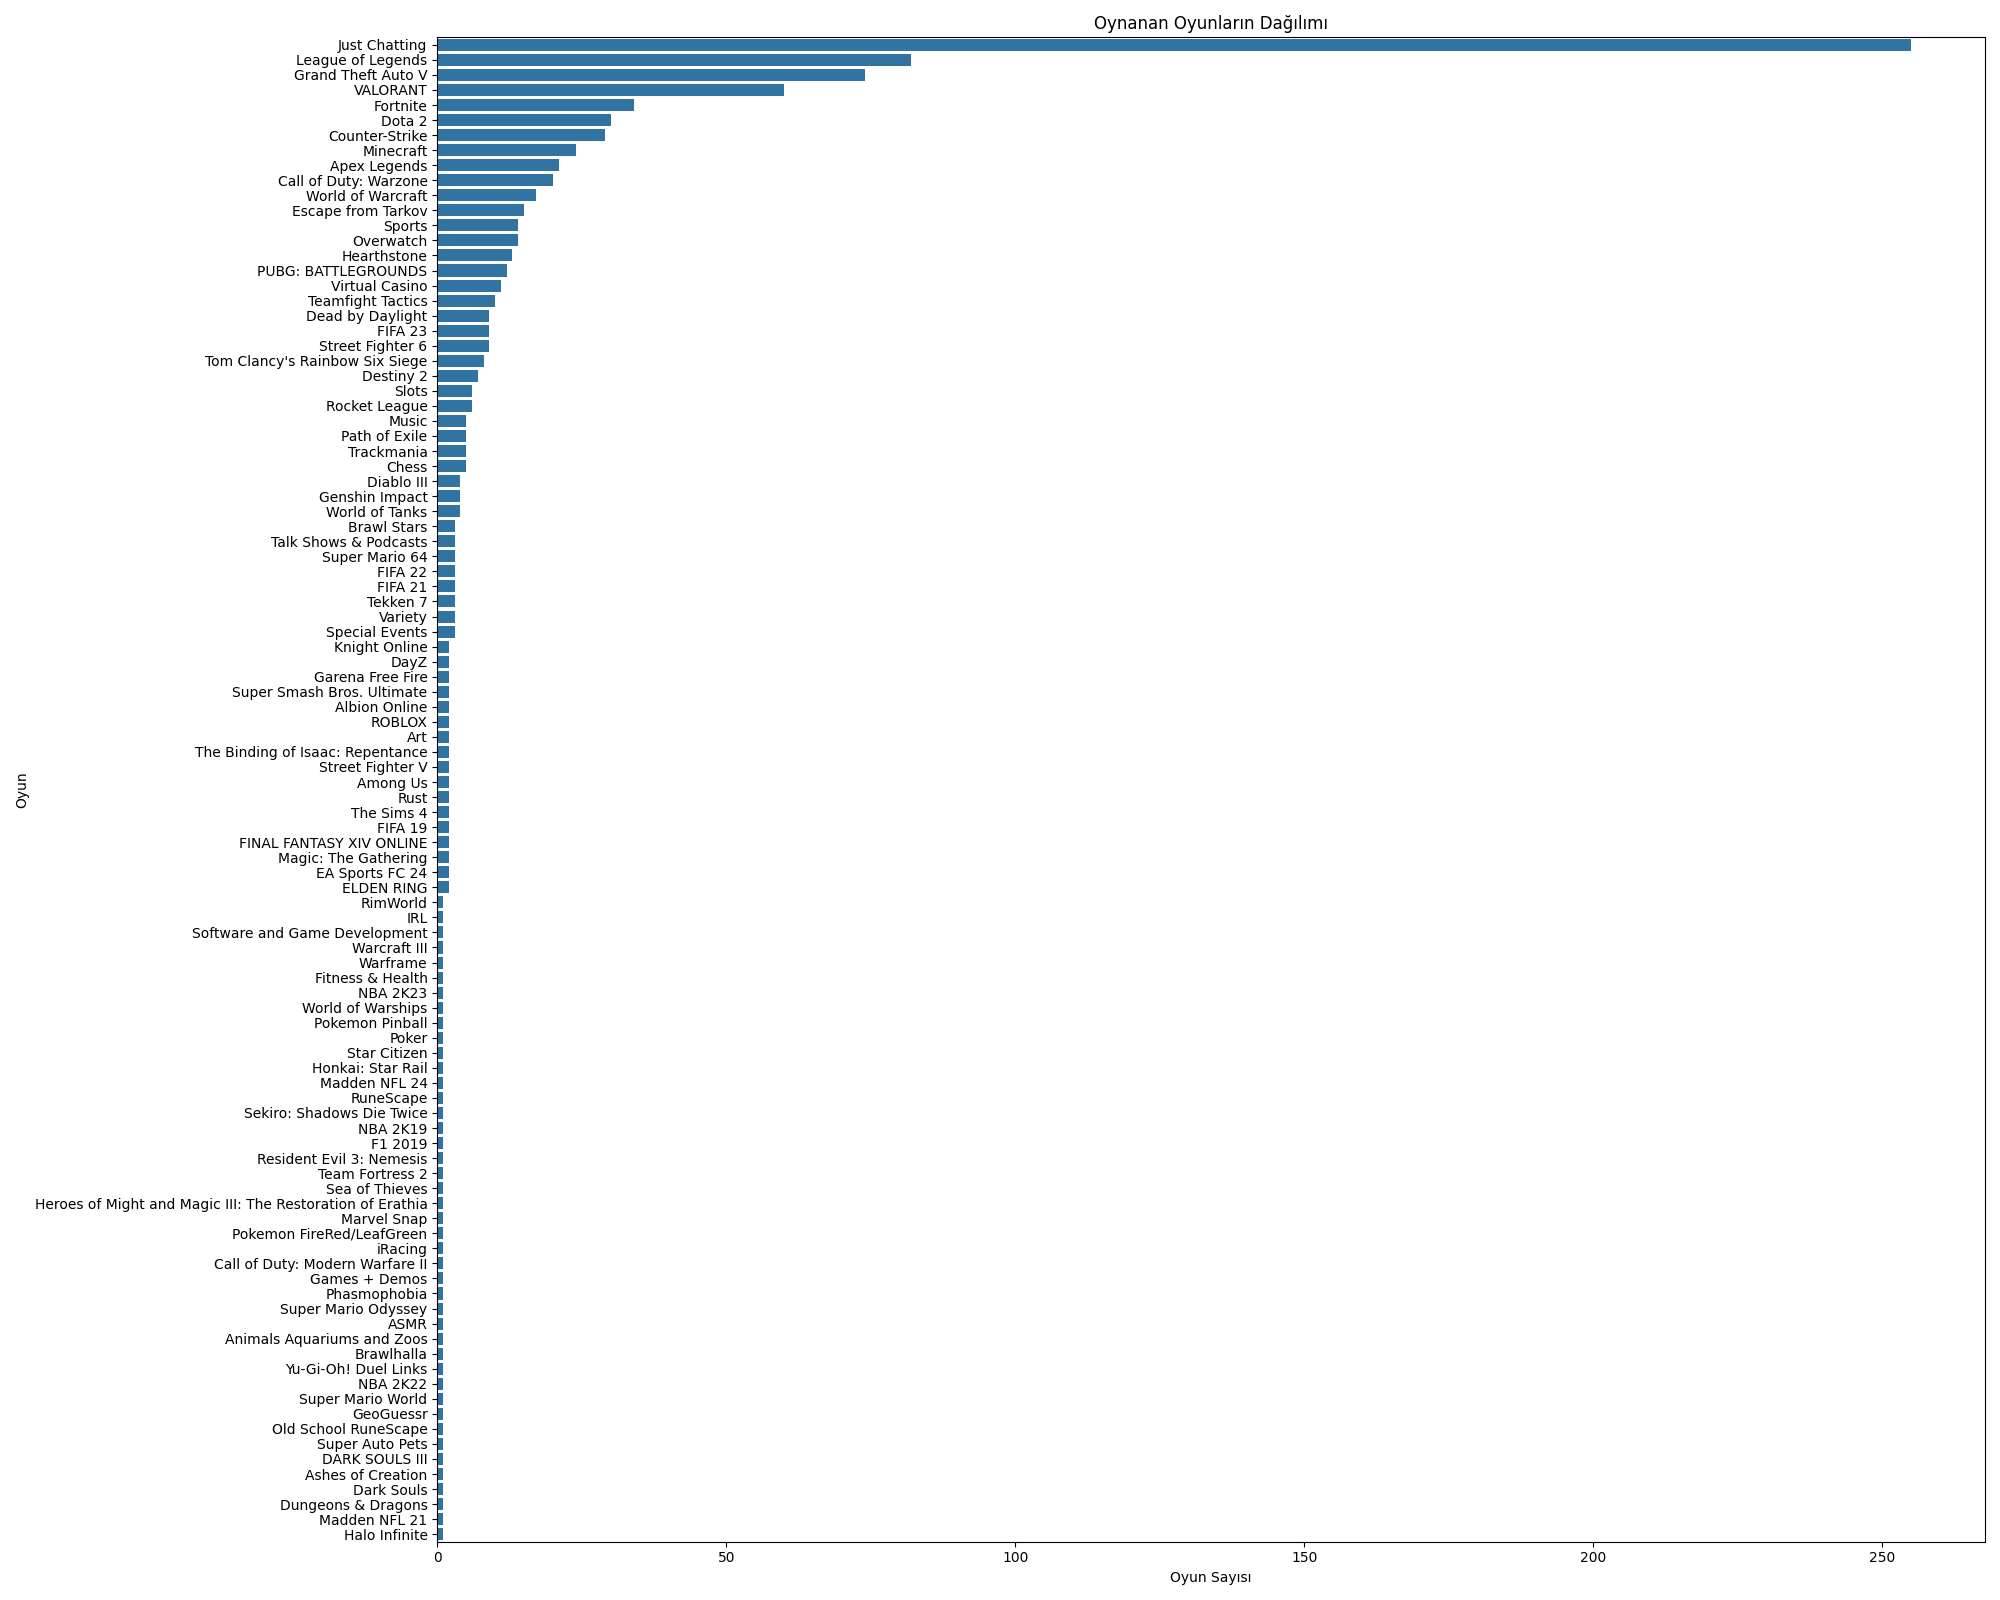 Oynanan Oyunların Dağılımı
Just Chatting
League of Legends
Grand Theft Auto V
VALORANT
Fortnite
Dota 2
Counter-Strike
Minecraft
Apex Legends
Call of Duty: Warzone
World of Warcraft
Escape from Tarkov
Sports
Overwatch
Hearthstone
PUBG: BATTLEGROUNDS
Virtual Casino
Teamfight Tactics
Dead by Daylight
FIFA 23
Street Fighter 6
Tom Clancy's Rainbow Six Siege
Destiny 2
Slots
Rocket League
Music
Path of Exile
Trackmania
Chess
Diablo III
Genshin Impact
World of Tanks
Brawl Stars
Talk Shows & Podcasts
Super Mario 64
FIFA 22
FIFA 21
Tekken 7
Variety
Special Events
Knight Online
DayZ
Garena Free Fire
Super Smash Bros. Ultimate
Albion Online
ROBLOX
Art
The Binding of Isaac: Repentance
Street Fighter V
Among Us
Rust
The Sims 4
FIFA 19
FINAL FANTASY XIV ONLINE
Magic: The Gathering
EA Sports FC 24
ELDEN RING
RimWorld
IRL
Software and Game Development
Warcraft III
Warframe
Fitness & Health
NBA 2K23
World of Warships
Pokemon Pinball
Poker
Star Citizen
Honkai: Star Rail
Madden NFL 24
RuneScape
Sekiro: Shadows Die Twice
NBA 2K19
F1 2019
Resident Evil 3: Nemesis
Team Fortress 2
Sea of Thieves
Heroes of Might and Magic III: The Restoration of Erathia
Marvel Snap
Pokemon FireRed/LeafGreen
iRacing
Call of Duty: Modern Warfare II
Games + Demos
Phasmophobia
Super Mario Odyssey
ASMR
Animals Aquariums and Zoos
Brawlhalla
Yu-Gi-Oh! Duel Links
NBA 2K22
Super Mario World
GeoGuessr
Old School RuneScape
Super Auto Pets
DARK SOULS III
Ashes of Creation
Dark Souls
Dungeons & Dragons
Madden NFL 21
Halo Infinite
Oyun
0 50 100 150 200 250
Oyun Sayısı